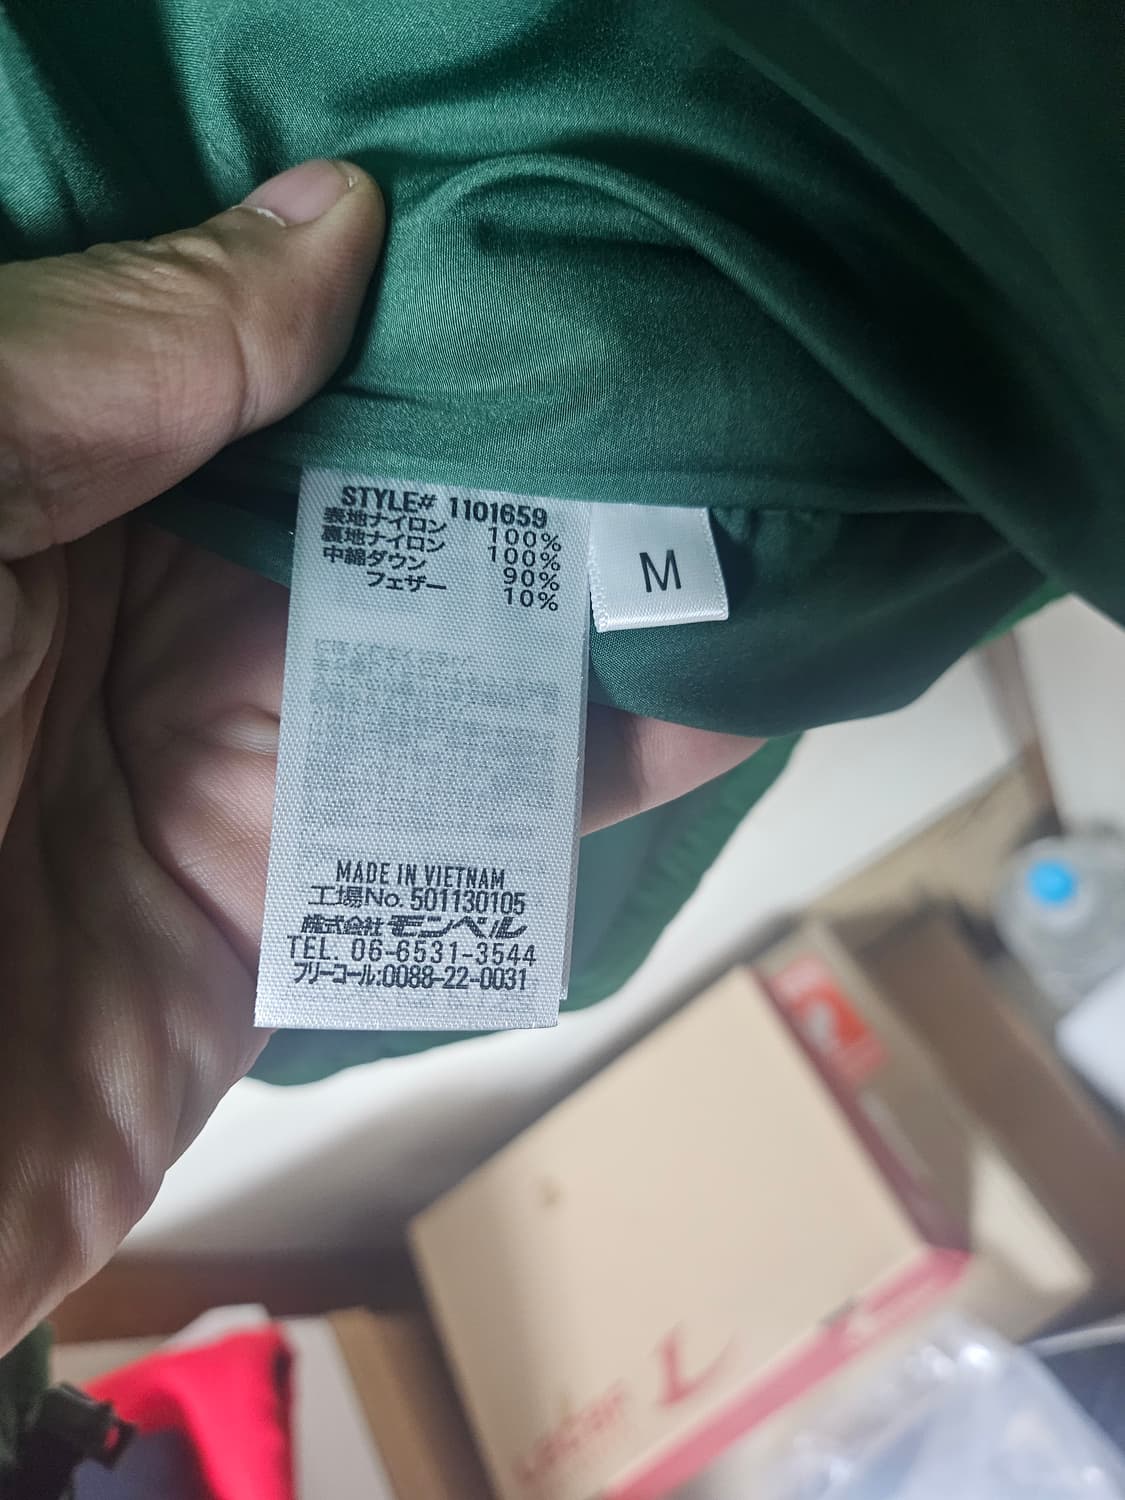 STYLE# 1101659
表地ナイロン 100%
裏地ナイロン 100%
中綿ダウン 90%
フェザー 10%
M
MADE IN VIETNAM
工場No. 501130105
株式会社モンベル
TEL. 06-6531-3544
フリーコール:0088-22-0031
L